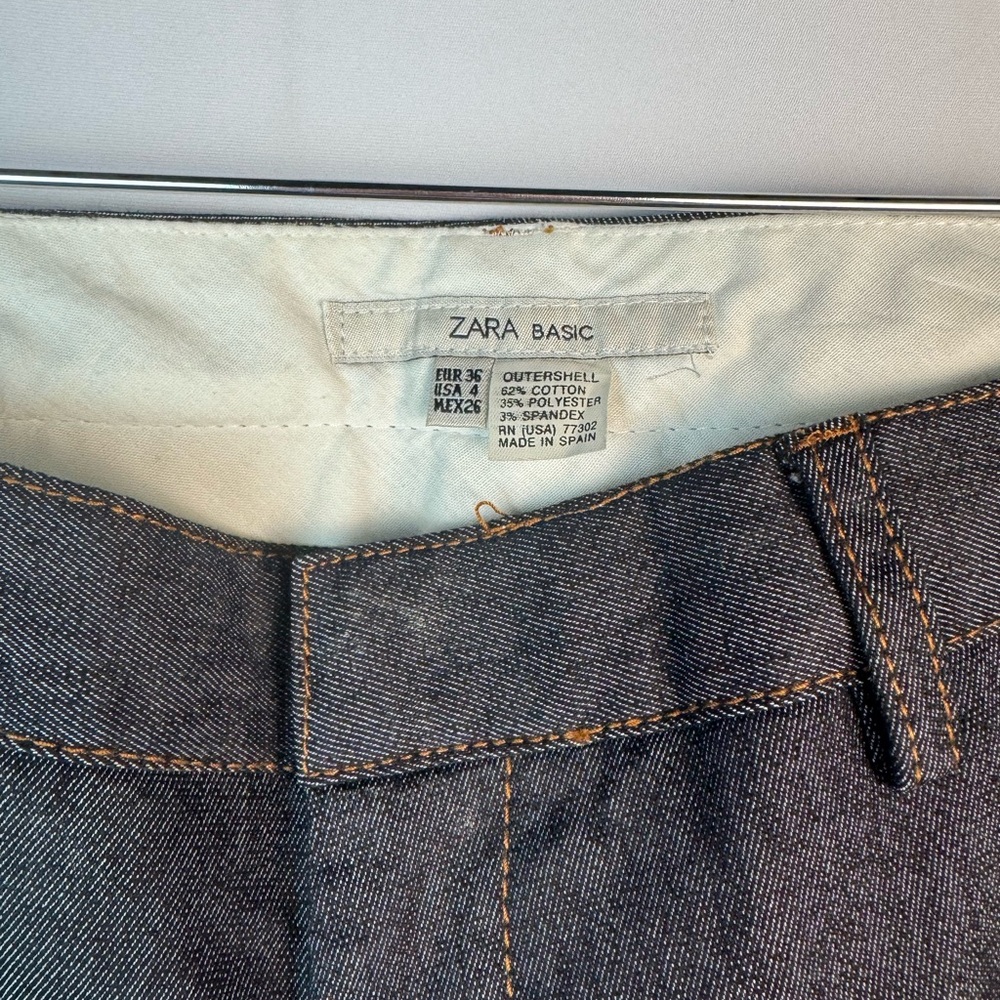 ZARA BASIC
EUR 36
USA 4
MEX 26
OUTERSHELL
62% COTTON
35% POLYESTER
3% SPANDEX
RN (USA) 77302
MADE IN SPAIN